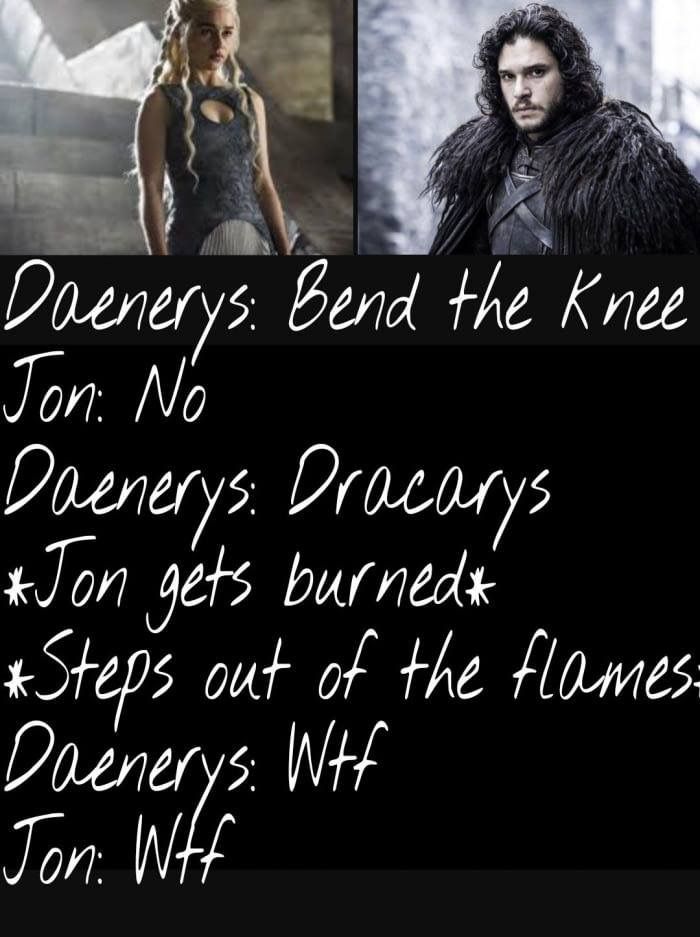 Daenerys: Bend the Knee
Jon: No
Daenerys: Dracarys
*Jon gets burned*
*Steps out of the flames*
Daenerys: Wtf
Jon: Wtf